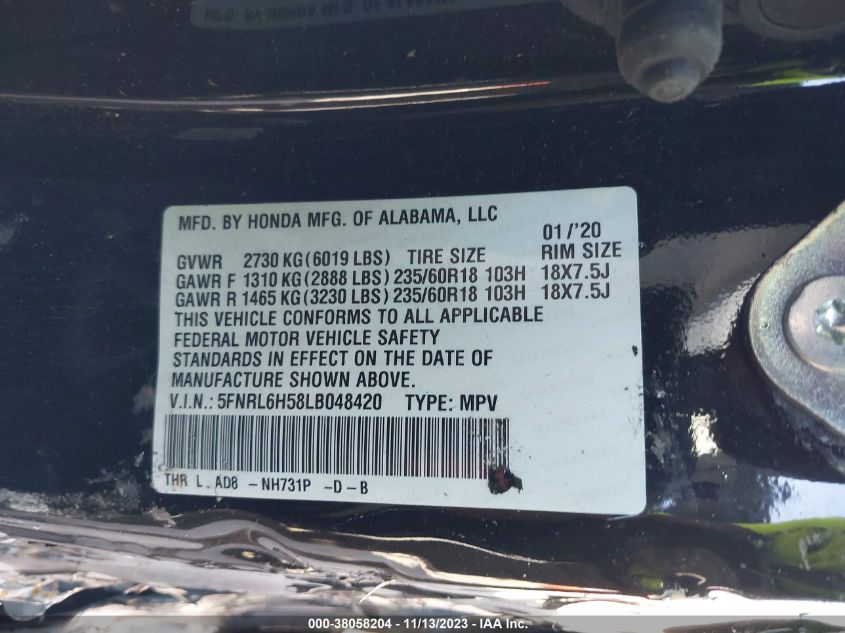 MFD. BY HONDA MFG. OF ALABAMA, LLC
01/'20
GVWR 2730 KG (6019 LBS) TIRE SIZE RIM SIZE
GAWR F 1310 KG (2888 LBS) 235/60R18 103H 18X7.5J
GAWR R 1465 KG (3230 LBS) 235/60R18 103H 18X7.5J
THIS VEHICLE CONFORMS TO ALL APPLICABLE
FEDERAL MOTOR VEHICLE SAFETY
STANDARDS IN EFFECT ON THE DATE OF
MANUFACTURE SHOWN ABOVE.
V.I.N.: 5FNRL6H58LB048420 TYPE: MPV
THR L . AD8 -NH731P -D-B
000-38058204 - 11/13/2023 - IAA Inc.